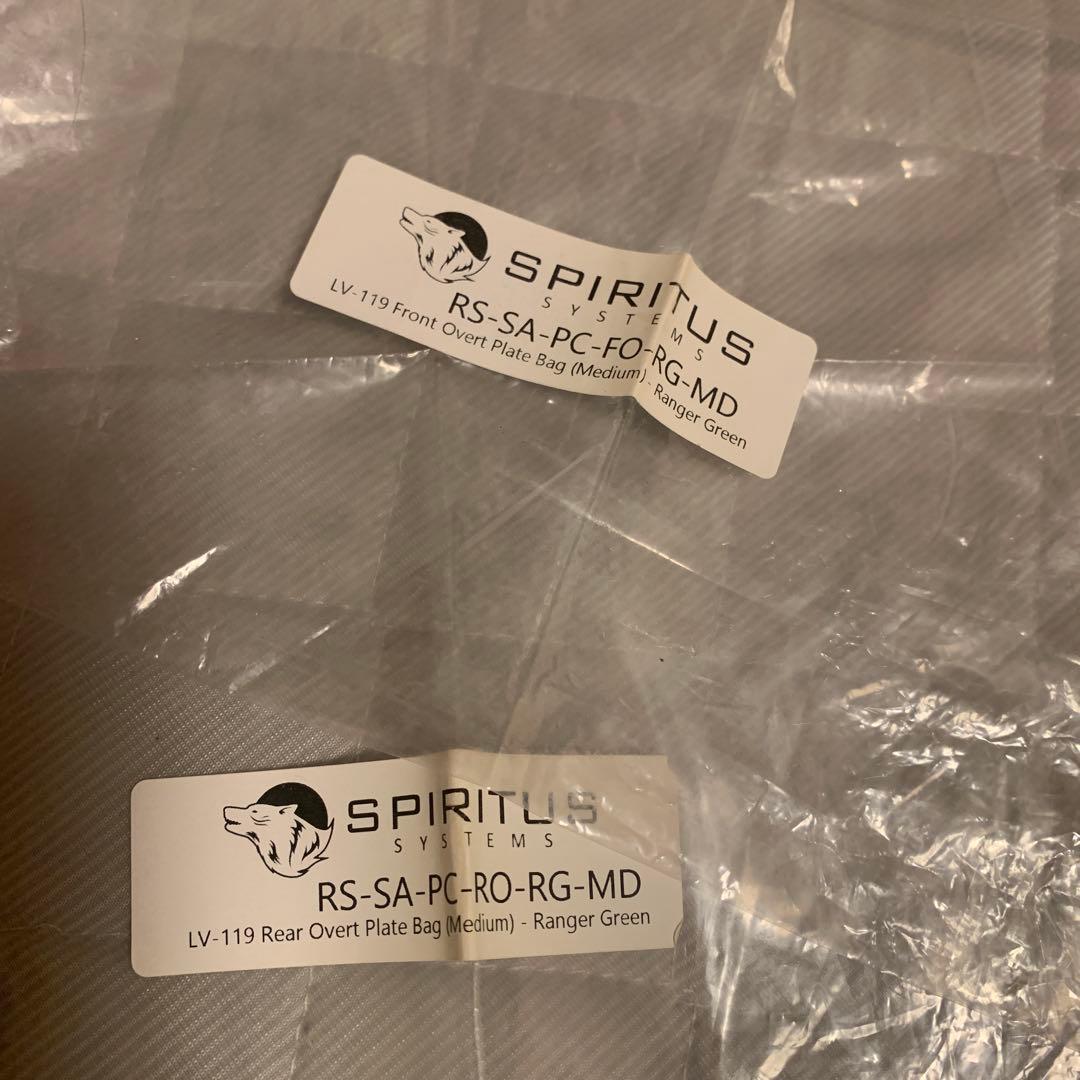 SPIRITUS
SYSTEMS
RS-SA-PC-FO-RG-MD
LV-119 Front Overt Plate Bag (Medium) - Ranger Green
SPIRITUS
SYSTEMS
RS-SA-PC-RO-RG-MD
LV-119 Rear Overt Plate Bag (Medium) - Ranger Green